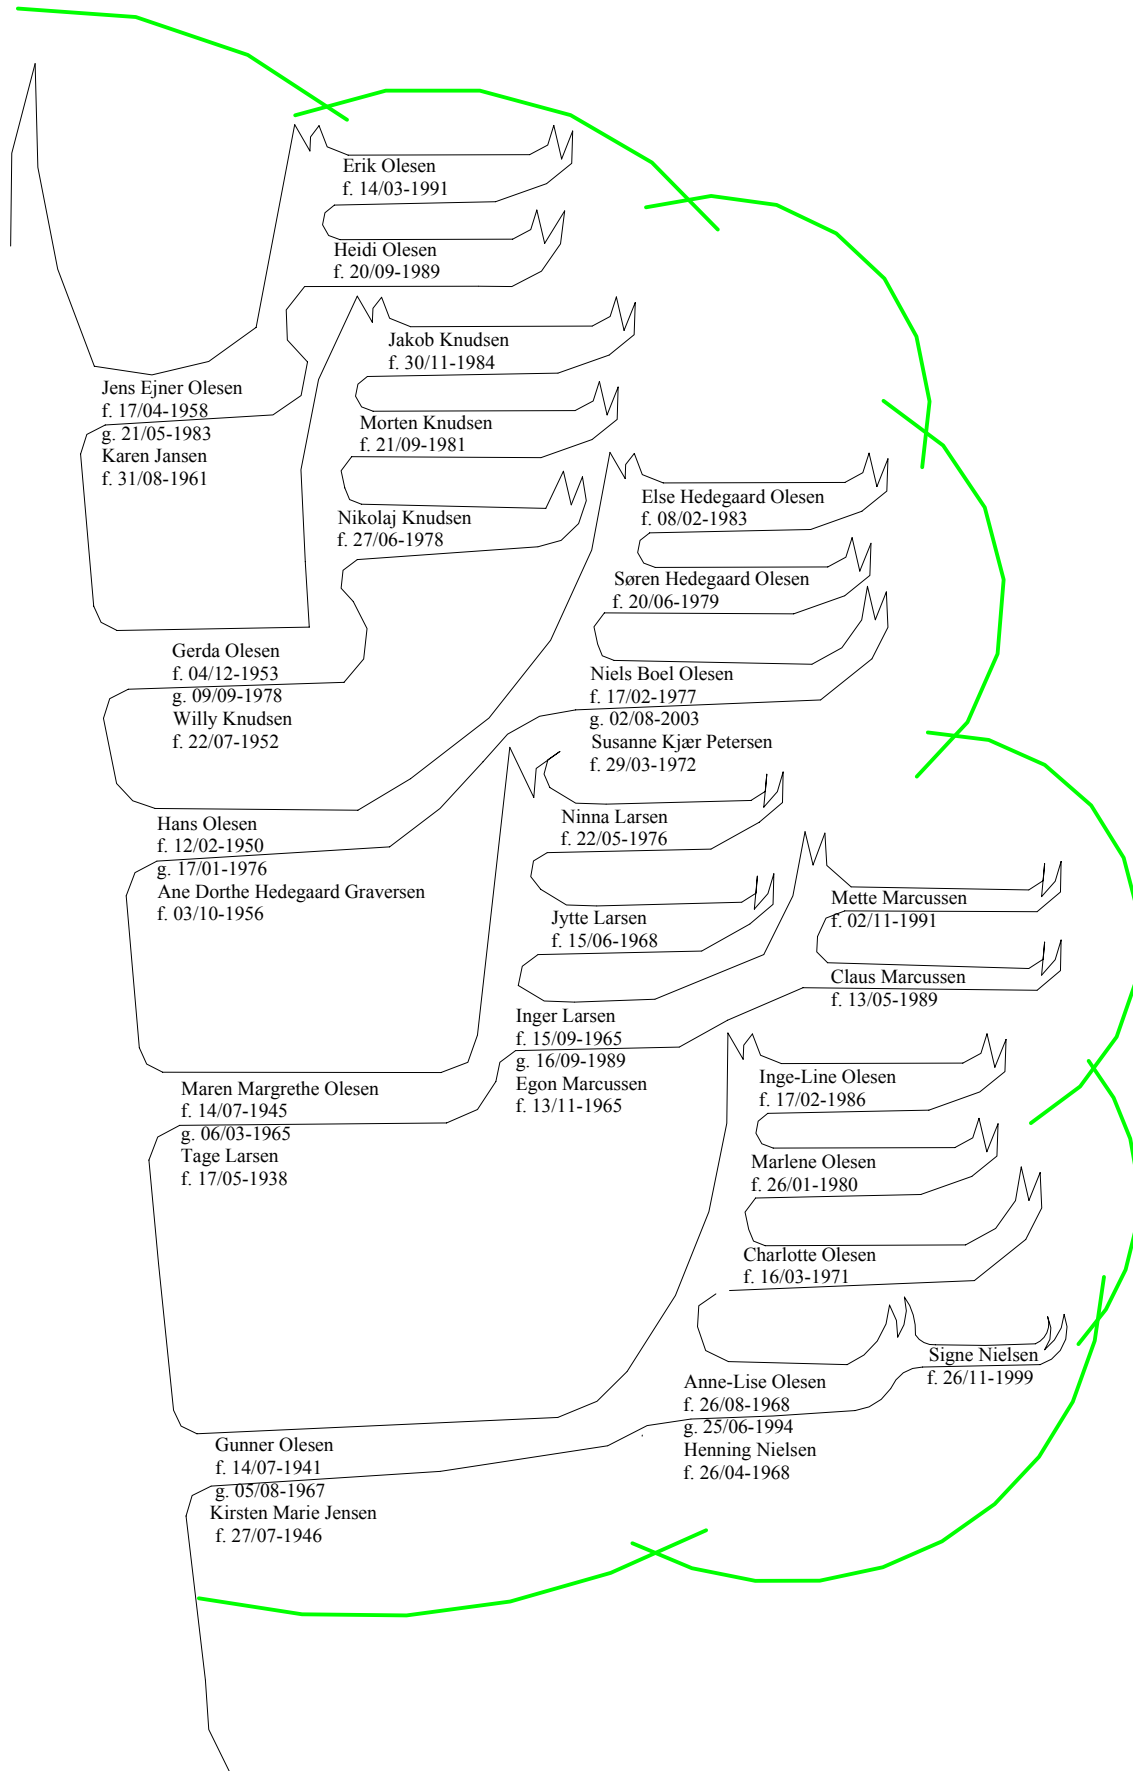 Erik Olesen
f. 14/03-1991
Heidi Olesen
f. 20/09-1989
Jakob Knudsen
f. 30/11-1984
Jens Ejner Olesen
f. 17/04-1958
g. 21/05-1983
Karen Jansen
f. 31/08-1961
Morten Knudsen
f. 21/09-1981
Nikolaj Knudsen
f. 27/06-1978
Else Hedegaard Olesen
f. 08/02-1983
Søren Hedegaard Olesen
f. 20/06-1979
Gerda Olesen
f. 04/12-1953
g. 09/09-1978
Willy Knudsen
f. 22/07-1952
Niels Boel Olesen
f. 17/02-1977
g. 02/08-2003
Susanne Kjær Petersen
f. 29/03-1972
Hans Olesen
f. 12/02-1950
g. 17/01-1976
Ane Dorthe Hedegaard Graversen
f. 03/10-1956
Ninna Larsen
f. 22/05-1976
Jytte Larsen
f. 15/06-1968
Mette Marcussen
f. 02/11-1991
Claus Marcussen
f. 13/05-1989
Inger Larsen
f. 15/09-1965
g. 16/09-1989
Egon Marcussen
f. 13/11-1965
Maren Margrethe Olesen
f. 14/07-1945
g. 06/03-1965
Tage Larsen
f. 17/05-1938
Inge-Line Olesen
f. 17/02-1986
Marlene Olesen
f. 26/01-1980
Charlotte Olesen
f. 16/03-1971
Signe Nielsen
f. 26/11-1999
Anne-Lise Olesen
f. 26/08-1968
g. 25/06-1994
Henning Nielsen
f. 26/04-1968
Gunner Olesen
f. 14/07-1941
g. 05/08-1967
Kirsten Marie Jensen
f. 27/07-1946